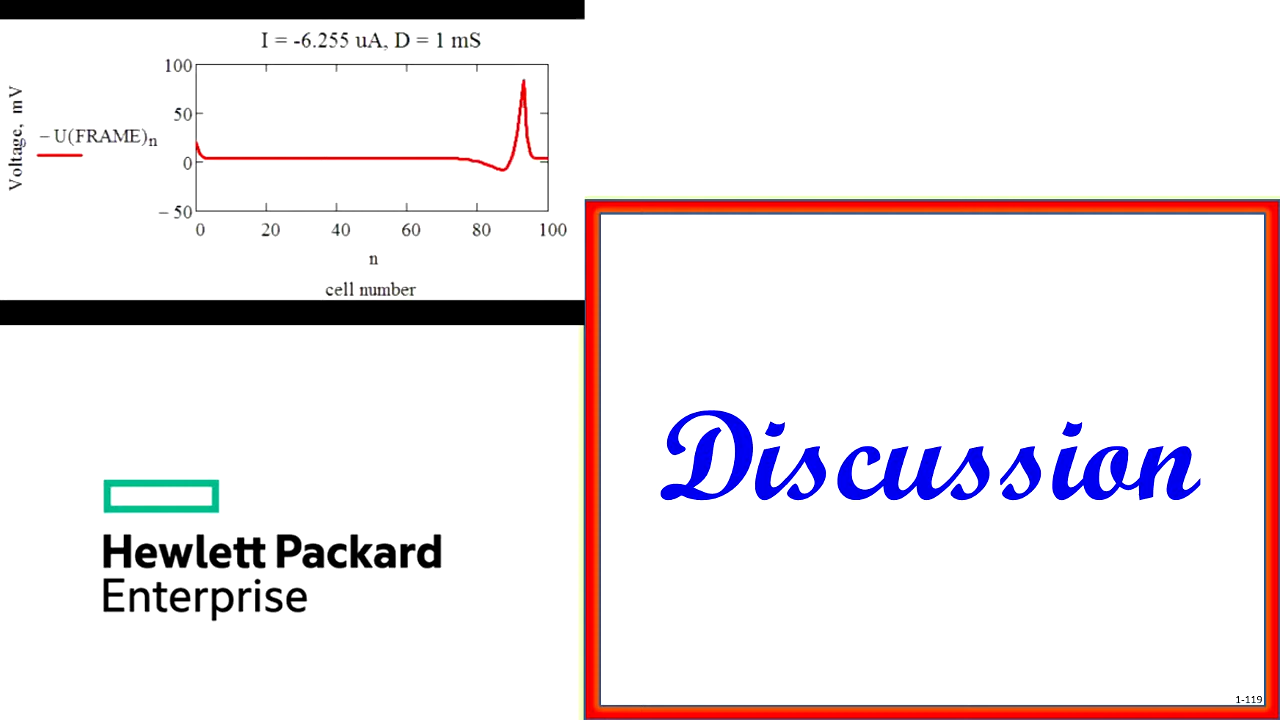 I = -6.255 uA, D = 1 mS
Voltage, mV
− U(FRAME)n
100
50
0
− 50
0 20 40 60 80 100
n
cell number
Hewlett Packard
Enterprise
Discussion
1-119